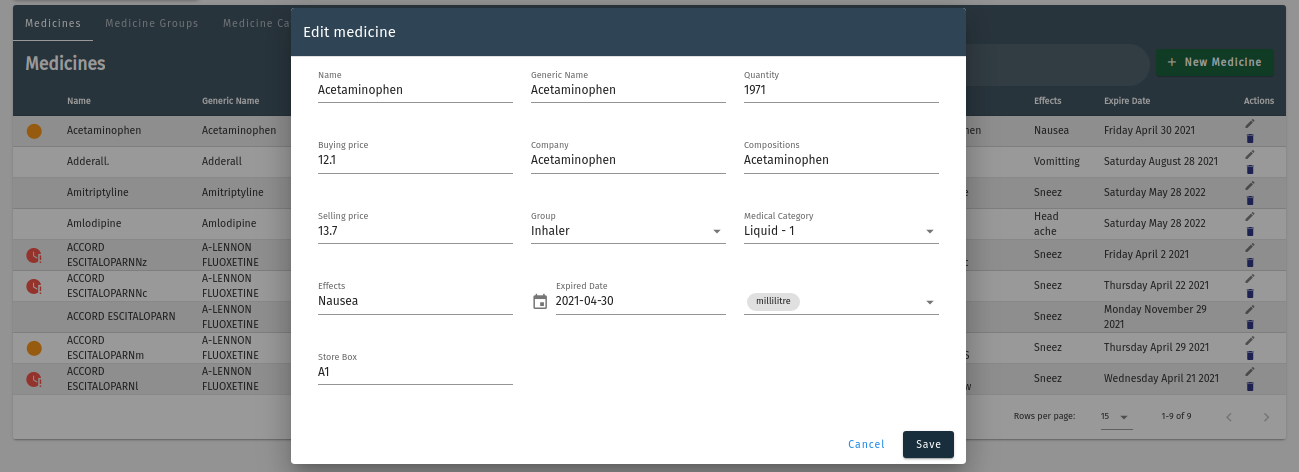 Medicines Medicine Groups Medicine Ca
Medicines
+ New Medicine
Name Generic Name Effects Expire Date Actions
Acetaminophen Acetaminophen hen Nausea Friday April 30 2021
Adderall. Adderall Vomitting Saturday August 28 2021
Amitriptyline Amitriptyline e Sneez Saturday May 28 2022
Amlodipine Amlodipine Head ache Saturday May 28 2022
ACCORD ESCITALOPARNNz A-LENNON FLUOXETINE Sneez Friday April 2 2021
ACCORD ESCITALOPARNNc A-LENNON FLUOXETINE Sneez Thursday April 22 2021
ACCORD ESCITALOPARN A-LENNON FLUOXETINE Sneez Monday November 29 2021
ACCORD ESCITALOPARNm A-LENNON FLUOXETINE S Sneez Thursday April 29 2021
ACCORD ESCITALOPARNl A-LENNON FLUOXETINE w Sneez Wednesday April 21 2021
Rows per page: 15 1-9 of 9
Edit medicine
Name Generic Name Quantity
Acetaminophen Acetaminophen 1971
Buying price Company Compositions
12.1 Acetaminophen Acetaminophen
Selling price Group Medical Category
13.7 Inhaler Liquid - 1
Effects Expired Date
Nausea 2021-04-30 millilitre
Store Box
A1
Cancel Save